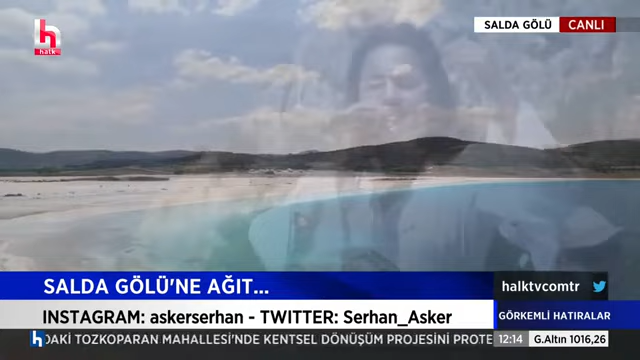 h
halk
SALDA GÖLÜ
CANLI
SALDA GÖLÜ'NE AĞIT...
halktvcomtr
INSTAGRAM: askerserhan - TWITTER: Serhan_Asker
GÖRKEMLİ HATIRALAR
h
DAKİ TOZKOPARAN MAHALLESİ'NDE KENTSEL DÖNÜŞÜM PROJESİNİ PROTE
12:14
G.Altın 1016,26